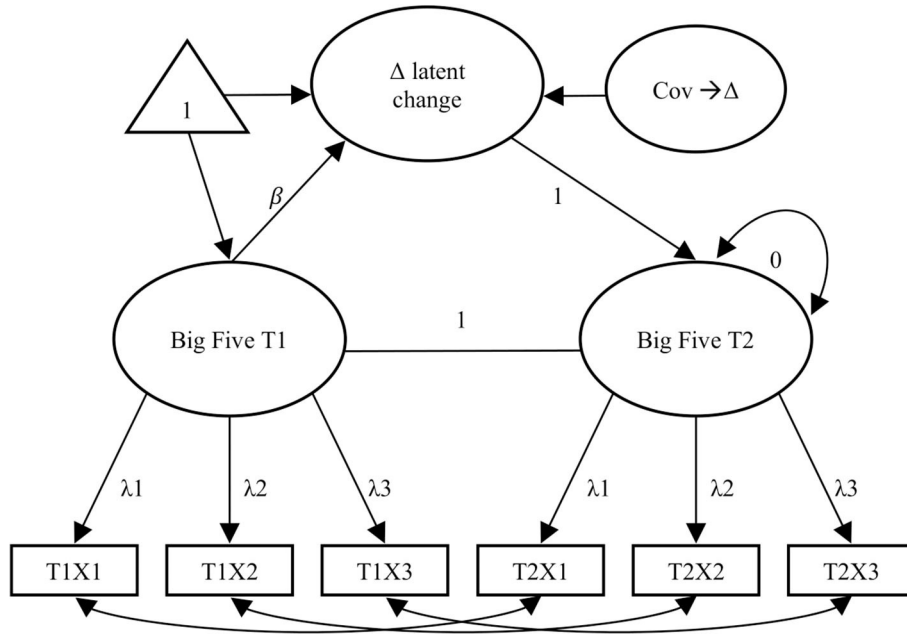 Δ latent
change
Cov →Δ
1
β
1
0
Big Five T1
1
Big Five T2
λ1
λ2
λ3
λ1
λ2
λ3
T1X1
T1X2
T1X3
T2X1
T2X2
T2X3